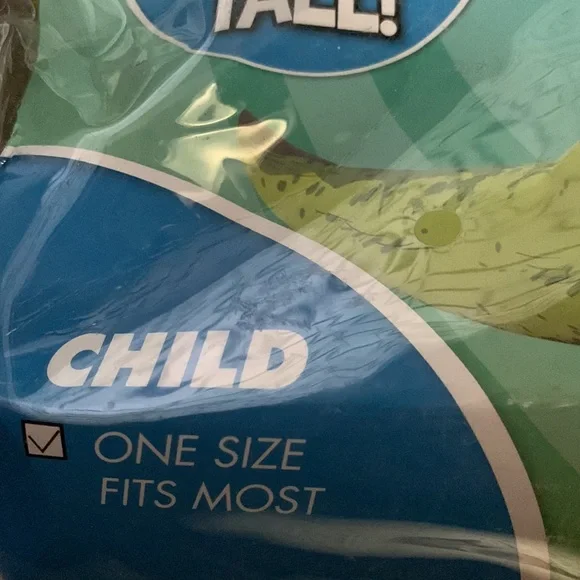 TALL!
CHILD
ONE SIZE
FITS MOST